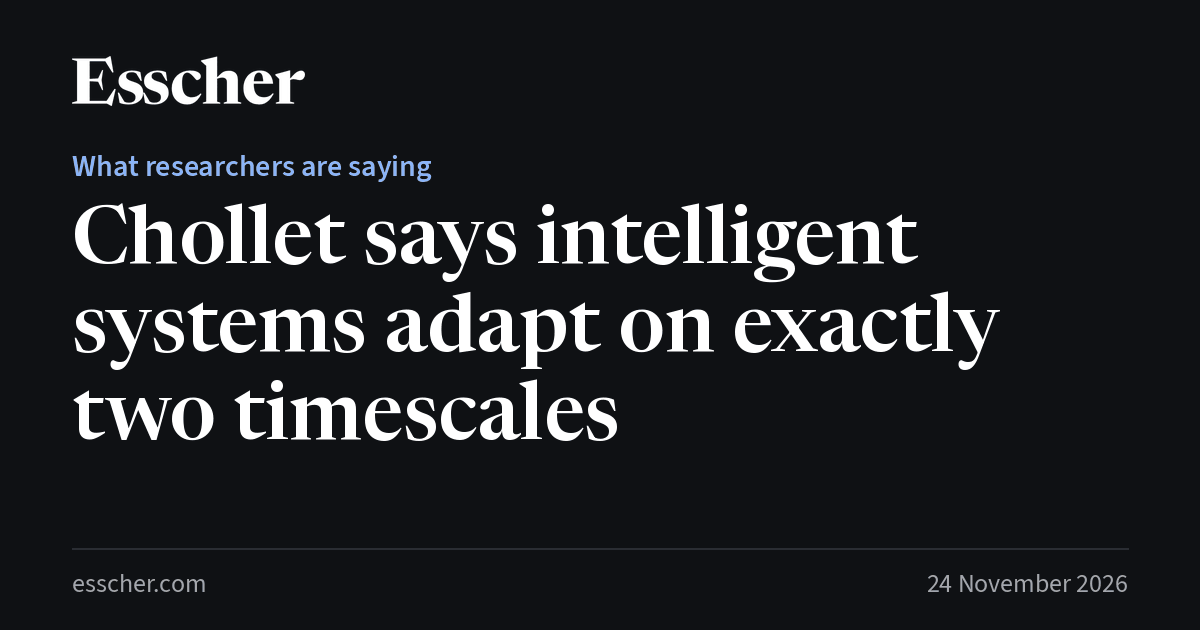 Esscher
What researchers are saying
Chollet says intelligent
systems adapt on exactly
two timescales
esscher.com
24 November 2026